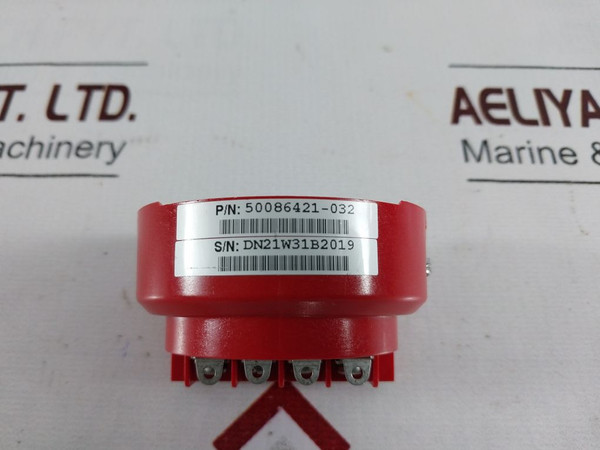 T. LTD.
achinery
AELIYA
Marine &
P/N: 50086421-032
S/N: DN21W31B2019